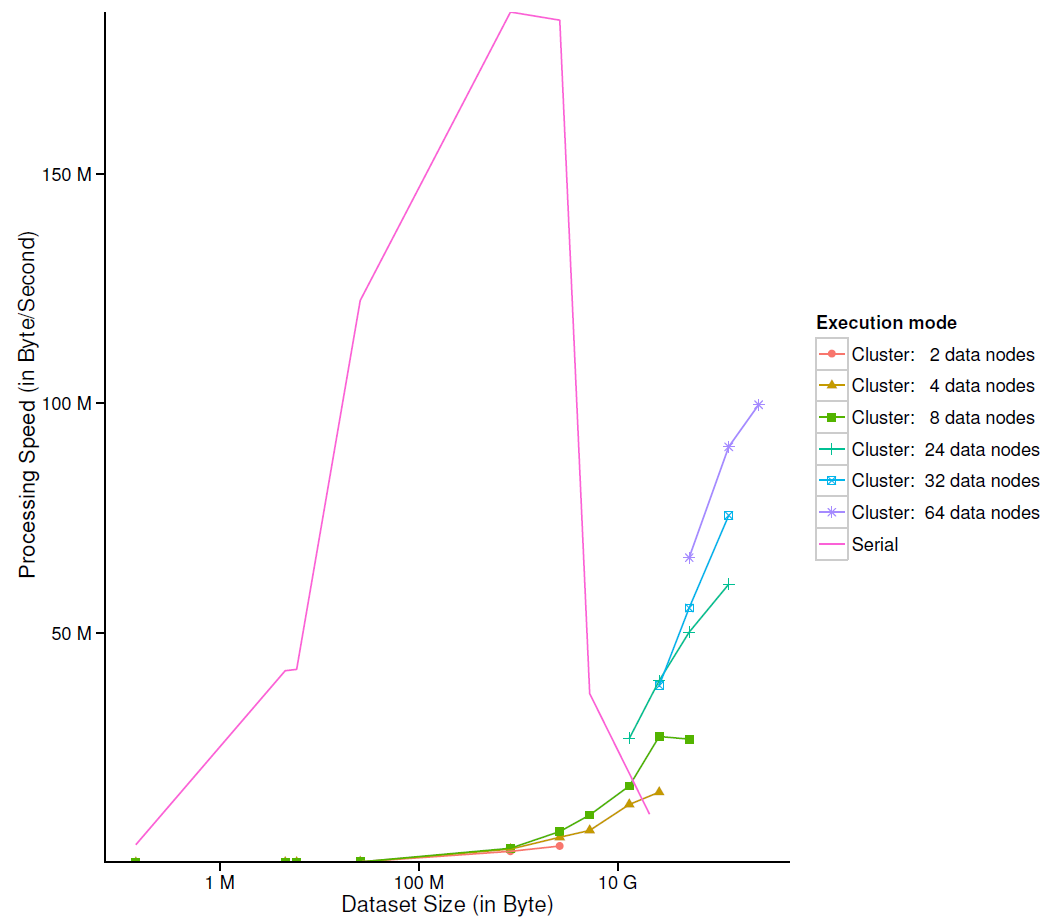 150 M
100 M
50 M
Processing Speed (in Byte/Second)
1 M
100 M
10 G
Dataset Size (in Byte)
Execution mode
Cluster:   2 data nodes
Cluster:   4 data nodes
Cluster:   8 data nodes
Cluster:  24 data nodes
Cluster:  32 data nodes
Cluster:  64 data nodes
Serial